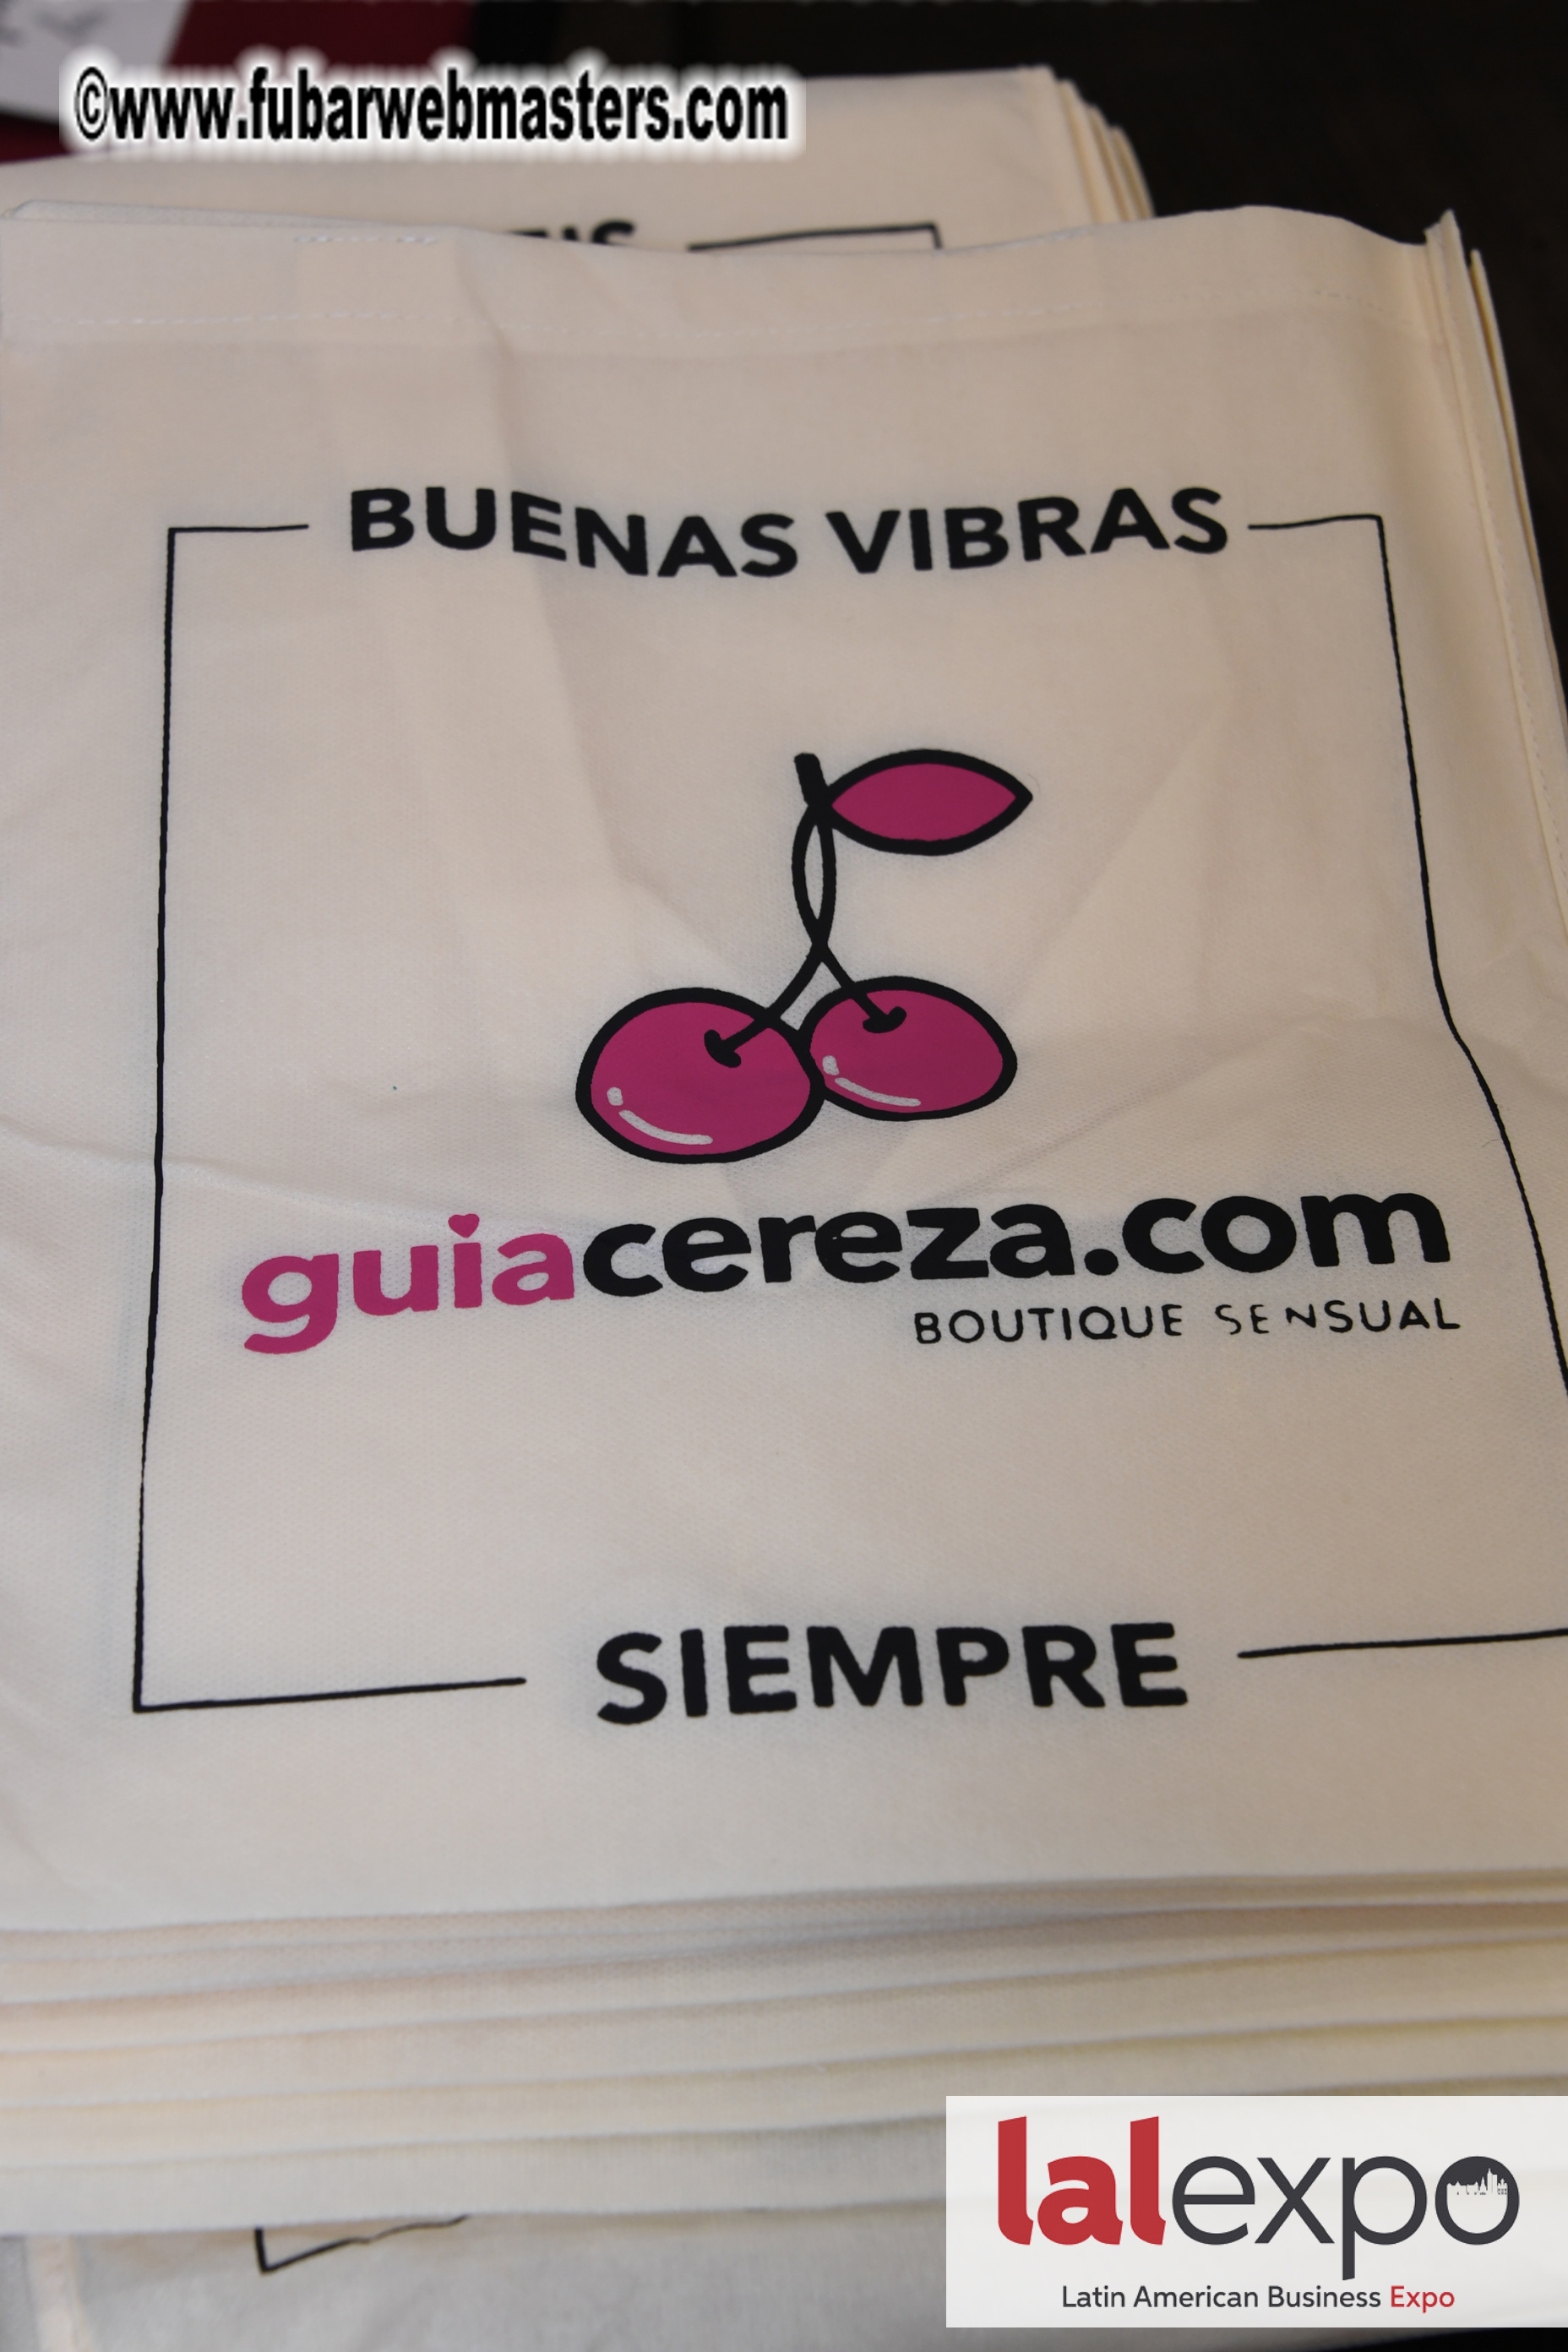 ©www.fubarwebmasters.com
BUENAS VIBRAS
guiacereza.com
BOUTIQUE SENSUAL
SIEMPRE
lalexpo
Latin American Business Expo